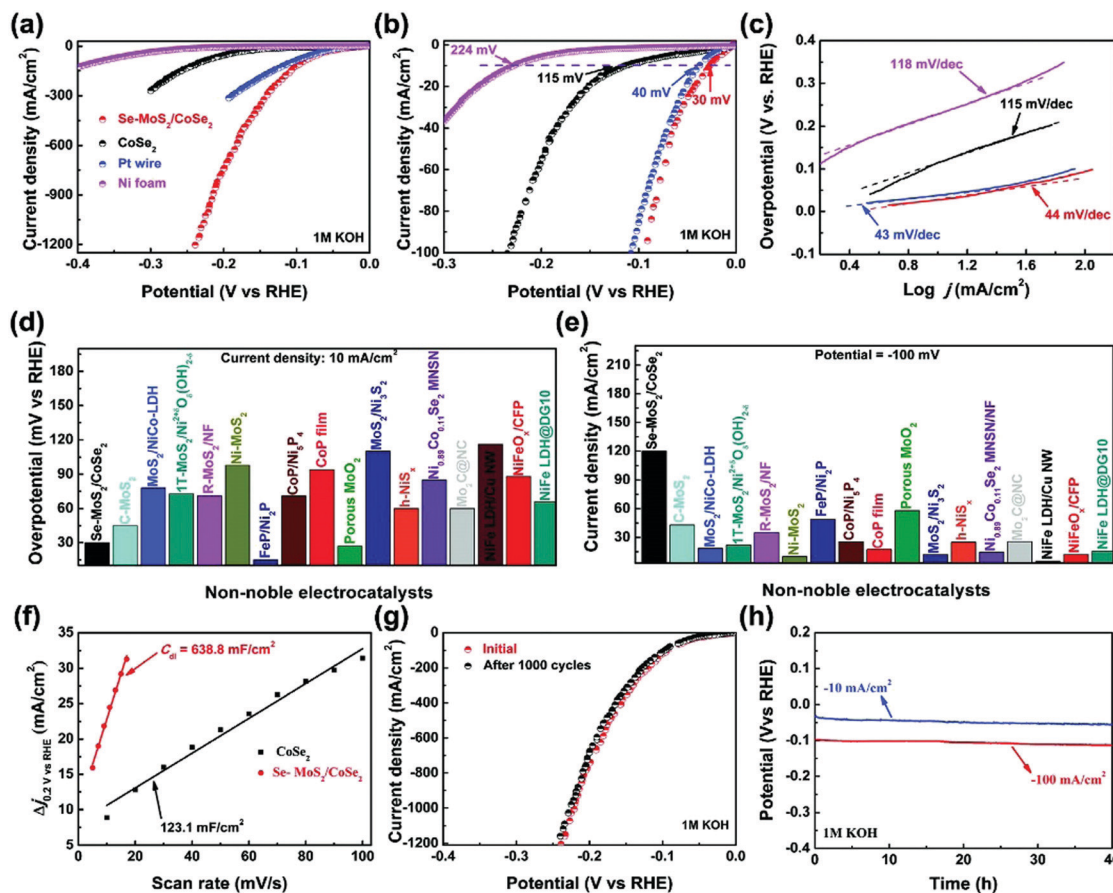 (a)
0
-300
-600
-900
-1200
-0.4
-0.3
-0.2
-0.1
0.0
Current density (mA/cm²)
Potential (V vs RHE)
Se-MoS₂/CoSe₂
CoSe₂
Pt wire
Ni foam
1M KOH
(b)
0
-20
-40
-60
-80
-100
-0.3
-0.2
-0.1
0.0
Current density (mA/cm²)
Potential (V vs RHE)
224 mV
115 mV
40 mV
30 mV
1M KOH
(c)
0.4
0.3
0.2
0.1
0.0
-0.1
0.4
0.8
1.2
1.6
2.0
Overpotential (V vs. RHE)
Log j (mA/cm²)
118 mV/dec
115 mV/dec
44 mV/dec
43 mV/dec
(d)
180
150
120
90
60
30
Overpotential (mV vs RHE)
Current density: 10 mA/cm²
Se-MoS₂/CoSe₂
C-MoS₂
MoS₂/NiCo-LDH
1T-MoS₂/Ni²⁺ᵟOδ(OH)₂₋δ
R-MoS₂/NF
Ni-MoS₂
FeP/Ni₂P
CoP/Ni₅P₄
CoP film
Porous MoO₂
MoS₂/Ni₃S₂
h-NiSₓ
Ni₀.₈₉Co₀.₁₁Se₂ MNSN
Mo₂C@NC
NiFe LDH/Cu NW
NiFeOₓ/CFP
NiFe LDH@DG10
Non-noble electrocatalysts
(e)
210
180
150
120
90
60
30
Current density (mA/cm²)
Potential = -100 mV
Se-MoS₂/CoSe₂
C-MoS₂
MoS₂/NiCo-LDH
1T-MoS₂/Ni²⁺ᵟOδ(OH)₂₋δ
R-MoS₂/NF
Ni-MoS₂
FeP/Ni₂P
CoP/Ni₅P₄
CoP film
Porous MoO₂
MoS₂/Ni₃S₂
h-NiSₓ
Ni₀.₈₉Co₀.₁₁Se₂ MNSN/NF
Mo₂C@NC
NiFe LDH/Cu NW
NiFeOₓ/CFP
NiFe LDH@DG10
Non-noble electrocatalysts
(f)
35
30
25
20
15
10
5
0
20
40
60
80
100
Δj₀.₂ V vs RHE (mA/cm²)
Scan rate (mV/s)
C_dl = 638.8 mF/cm²
123.1 mF/cm²
CoSe₂
Se- MoS₂/CoSe₂
(g)
0
-200
-400
-600
-800
-1000
-1200
-0.4
-0.3
-0.2
-0.1
0.0
Current density (mA/cm²)
Potential (V vs RHE)
Initial
After 1000 cycles
1M KOH
(h)
0.2
0.1
0.0
-0.1
-0.2
-0.3
-0.4
0
10
20
30
40
Potential (Vvs RHE)
Time (h)
-10 mA/cm²
-100 mA/cm²
1M KOH